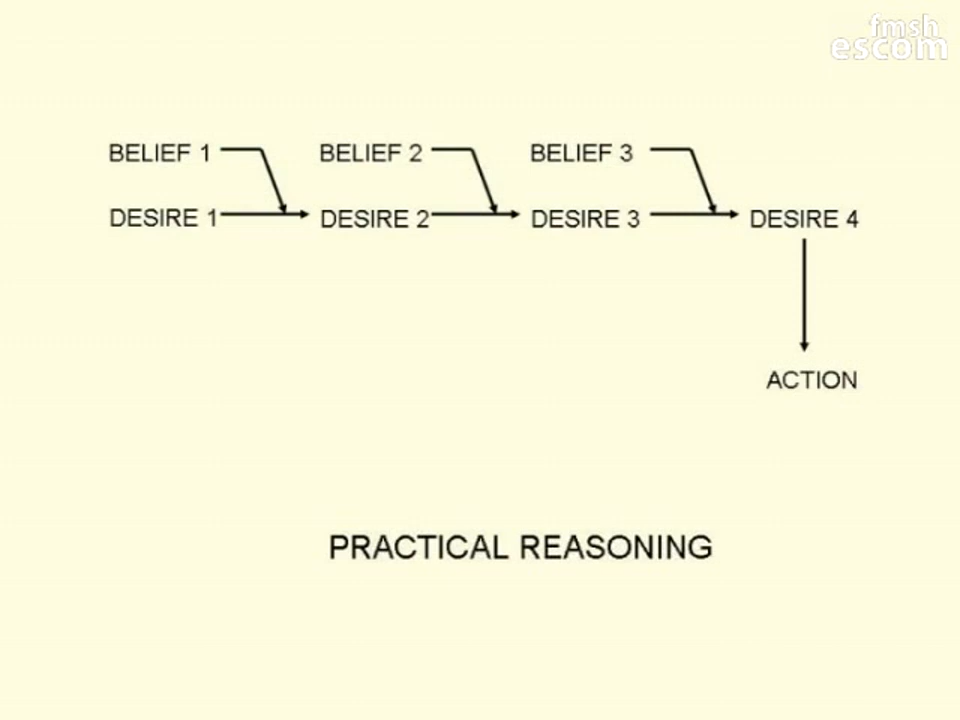 fmsh
escom
BELIEF 1 BELIEF 2 BELIEF 3
DESIRE 1 DESIRE 2 DESIRE 3 DESIRE 4
ACTION
PRACTICAL REASONING